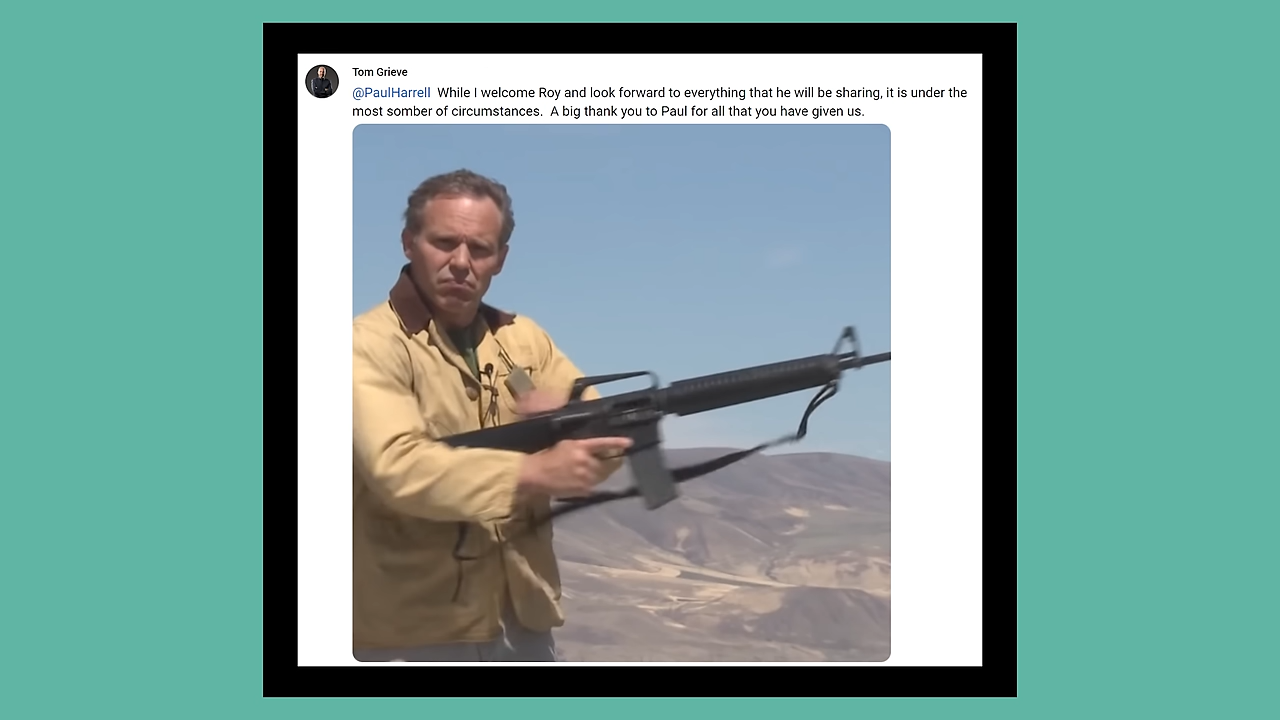 Tom Grieve
@PaulHarrell While I welcome Roy and look forward to everything that he will be sharing, it is under the
most somber of circumstances. A big thank you to Paul for all that you have given us.